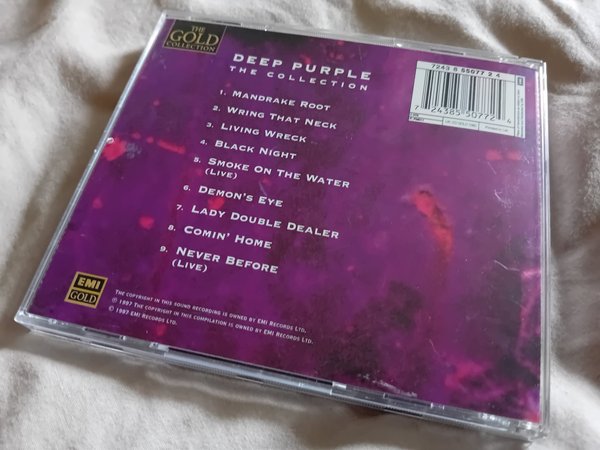 THE
GOLD
COLLECTION
DEEP PURPLE
THE COLLECTION
1. MANDRAKE ROOT
2. WRING THAT NECK
3. LIVING WRECK
4. BLACK NIGHT
5. SMOKE ON THE WATER
(LIVE)
6. DEMON'S EYE
7. LADY DOUBLE DEALER
8. COMIN' HOME
9. NEVER BEFORE
(LIVE)
7243 8 55077 2 4
7 24385 50772 4
EMI
GOLD
THE COPYRIGHT IN THIS SOUND RECORDING IS OWNED BY EMI RECORDS LTD.
℗ 1997 THE COPYRIGHT IN THIS COMPILATION IS OWNED BY EMI RECORDS LTD.
© 1997 EMI RECORDS LTD.